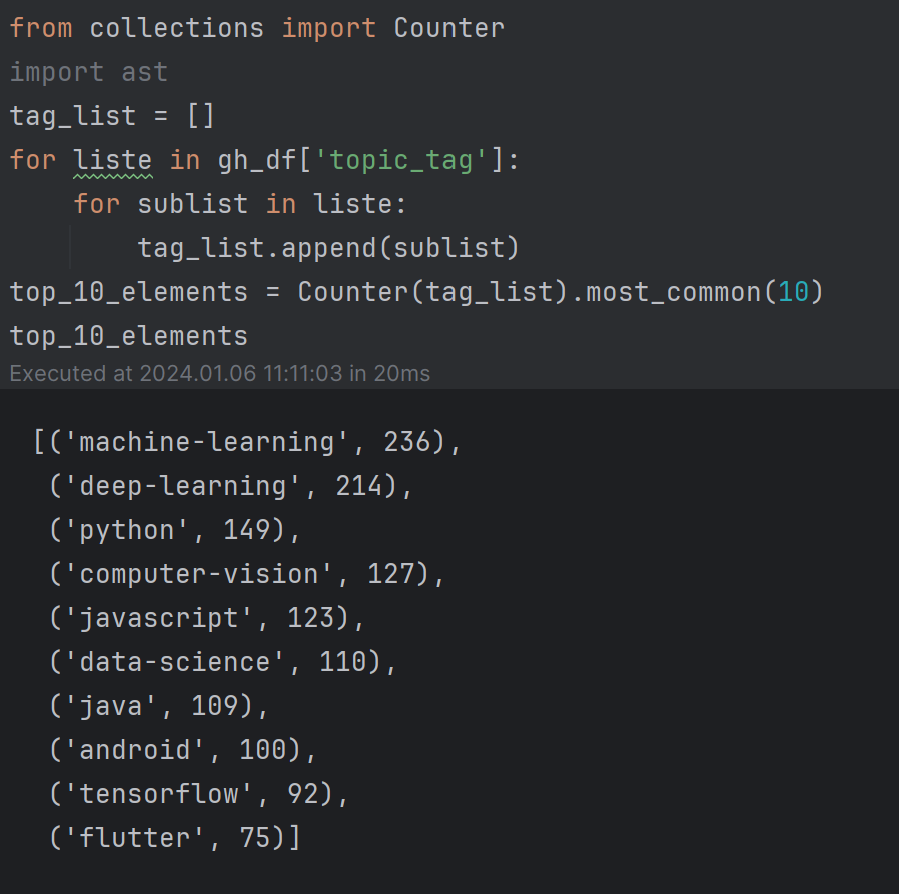 from collections import Counter
import ast
tag_list = []
for liste in gh_df['topic_tag']:
    for sublist in liste:
        tag_list.append(sublist)
top_10_elements = Counter(tag_list).most_common(10)
top_10_elements
Executed at 2024.01.06 11:11:03 in 20ms
[('machine-learning', 236),
 ('deep-learning', 214),
 ('python', 149),
 ('computer-vision', 127),
 ('javascript', 123),
 ('data-science', 110),
 ('java', 109),
 ('android', 100),
 ('tensorflow', 92),
 ('flutter', 75)]